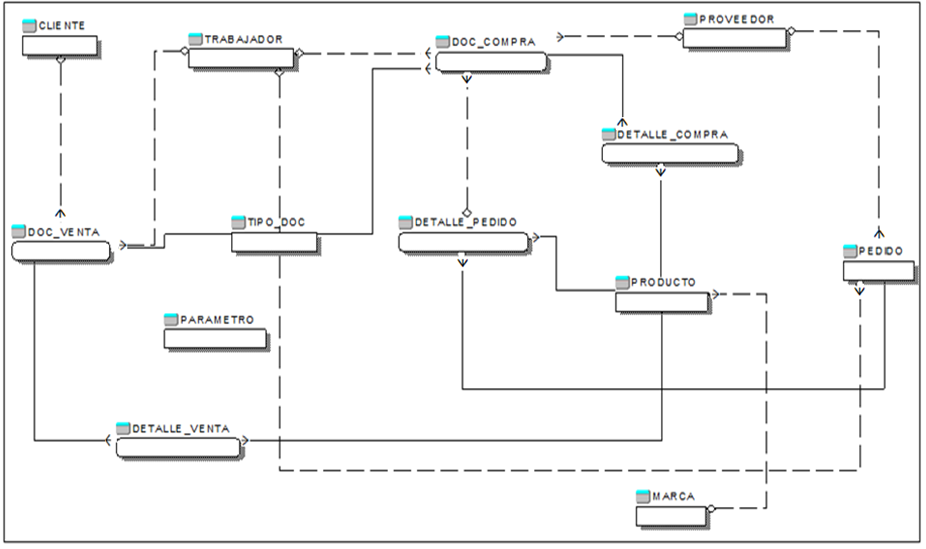 CLIENTE
TRABAJADOR
DOC_COMPRA
PROVEEDOR
DETALLE_COMPRA
DOC_VENTA
TIPO_DOC
DETALLE_PEDIDO
PEDIDO
PRODUCTO
PARAMETRO
DETALLE_VENTA
MARCA